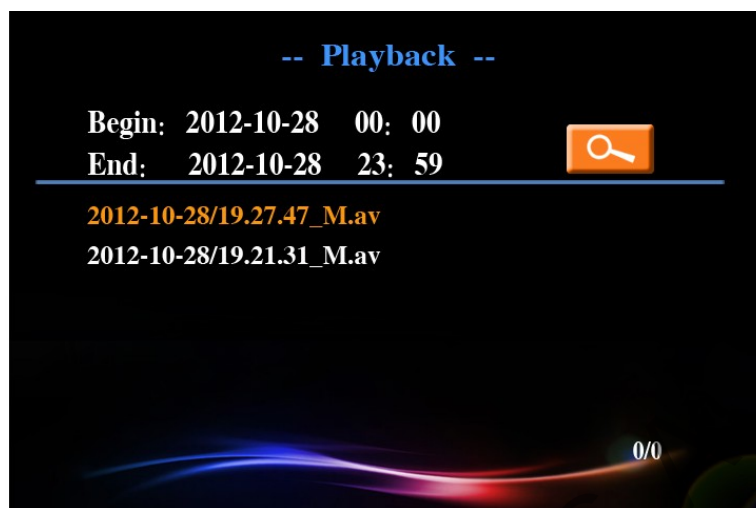 -- Playback --
Begin: 2012-10-28 00: 00
End: 2012-10-28 23: 59
2012-10-28/19.27.47_M.av
2012-10-28/19.21.31_M.av
0/0